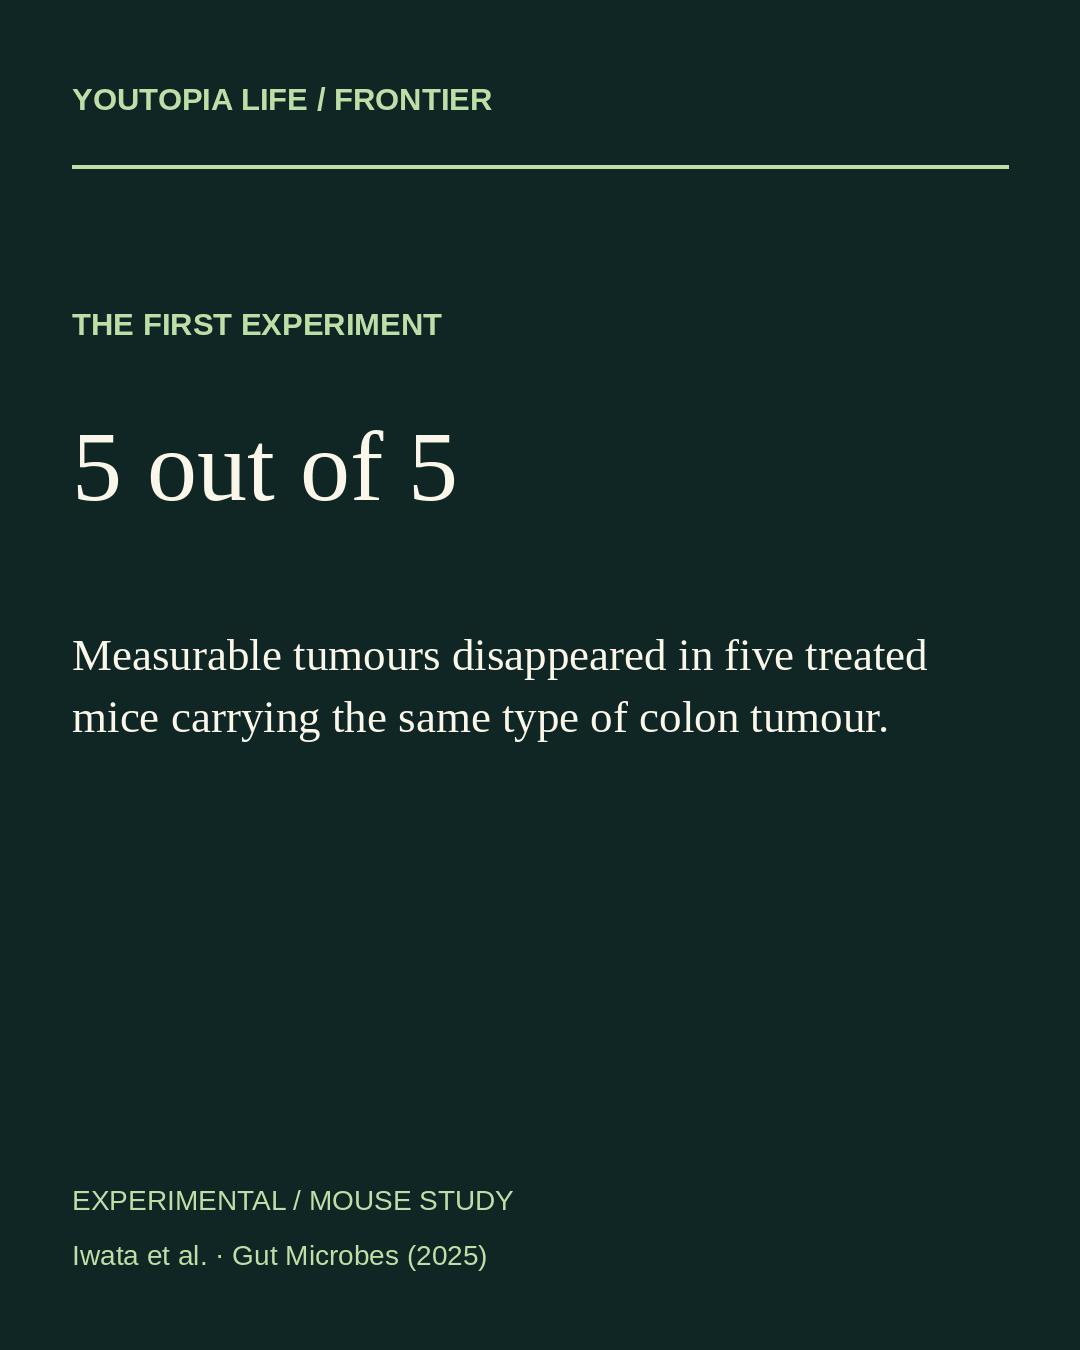 YOUTOPIA LIFE / FRONTIER
THE FIRST EXPERIMENT
5 out of 5
Measurable tumours disappeared in five treated
mice carrying the same type of colon tumour.
EXPERIMENTAL / MOUSE STUDY
Iwata et al. · Gut Microbes (2025)